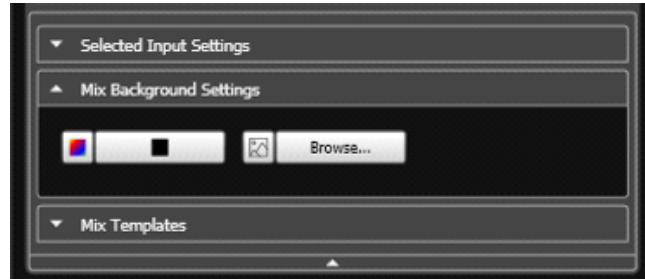 Selected Input Settings
Mix Background Settings
Browse...
Mix Templates